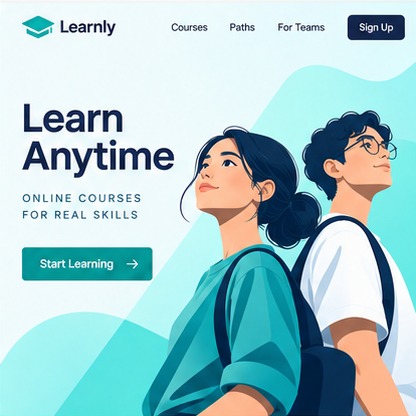 Learnly
Courses Paths For Teams Sign Up
Learn
Anytime
ONLINE COURSES
FOR REAL SKILLS
Start Learning →